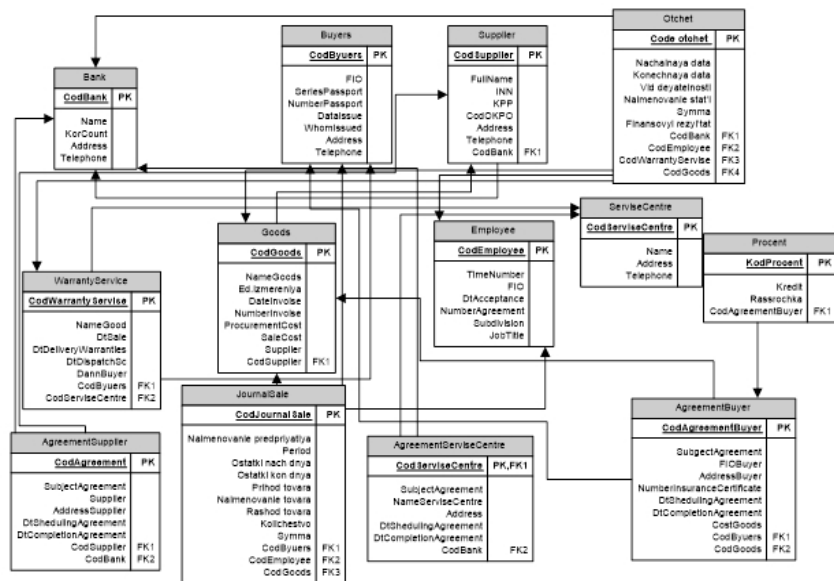 Otchet
Code otchet PK
Nachalnaya data
Konechnaya data
Vid deyatelnosti
Naimenovanie stat'i
Symma
Finansovyi rezyl'tat
CodBank FK1
CodEmployee FK2
CodWarrantyServise FK3
CodGoods FK4
Buyers
CodByuers PK
FIO
SeriesPassport
NumberPassport
DataIssue
WhomIssued
Address
Telephone
Supplier
CodSupplier PK
FullName
INN
KPP
CodOKPO
Address
Telephone
CodBank FK1
Bank
CodBank PK
Name
KorCount
Address
Telephone
ServiseCentre
CodServiseCentre PK
Name
Address
Telephone
Goods
CodGoods PK
NameGoods
Ed.izmereniya
DateInvoise
NumberInvoise
ProcurementCost
SaleCost
Supplier
CodSupplier FK1
Employee
CodEmployee PK
TimeNumber
FIO
DtAcceptance
NumberAgreement
Subdivision
JobTitle
Procent
KodProcent PK
Kredit
Rassrochka
CodAgreementBuyer FK1
WarrantyService
CodWarrantyServise PK
NameGood
DtSale
DtDeliveryWarranties
DtDispatchSc
DannBuyer
CodByuers FK1
CodServiseCentre FK2
JournalSale
CodJournalSale PK
Naimenovanie predpriyatiya
Period
Ostatki nach dnya
Ostatki kon dnya
Prihod tovara
Naimenovanie tovara
Rashod tovara
Kolichestvo
Symma
CodByuers FK1
CodEmployee FK2
CodGoods FK3
AgreementBuyer
CodAgreementBuyer PK
SubgectAgreement
FIOBuyer
AddressBuyer
NumberInsuranceCertificate
DtShedulingAgreement
DtCompletionAgreement
CostGoods
CodByuers FK1
CodGoods FK2
AgreementSupplier
CodAgreement PK
SubjectAgreement
Supplier
AddressSupplier
DtShedulingAgreement
DtCompletionAgreement
CodSupplier FK1
CodBank FK2
AgreementServiseCentre
CodServiseCentre PK,FK1
SubjectAgreement
NameServiseCentre
Address
DtShedulingAgreement
DtCompletionAgreement
CodBank FK2